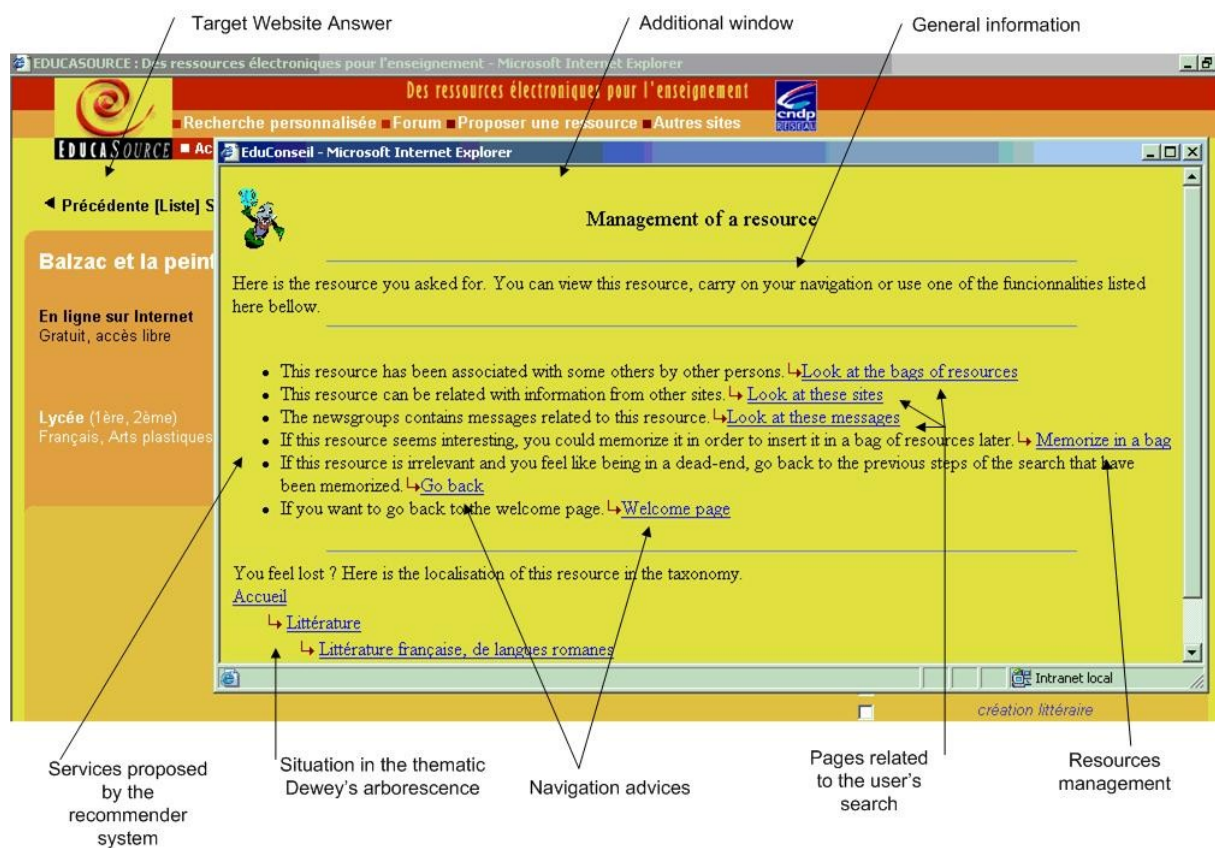 Target Website Answer
Additional window
General information
EDUCASOURCE : Des ressources électroniques pour l'enseignement - Microsoft Internet Explorer
Des ressources électroniques pour l'enseignement
cndp
Recherche personnalisée Forum Proposer une ressource Autres sites
EDUCASOURCE Ac
EduConseil - Microsoft Internet Explorer
Précédente [Liste] S
Management of a resource
Balzac et la peint
Here is the resource you asked for. You can view this resource, carry on your navigation or use one of the funcionnalities listed
here bellow.
En ligne sur Internet
Gratuit, accès libre
• This resource has been associated with some others by other persons. Look at the bags of resources
• This resource can be related with information from other sites. Look at these sites
• The newsgroups contains messages related to this resource. Look at these messages
Lycée (1ère, 2ème)
Français, Arts plastiques
• If this resource seems interesting, you could memorize it in order to insert it in a bag of resources later. Memorize in a bag
• If this resource is irrelevant and you feel like being in a dead-end, go back to the previous steps of the search that have
been memorized. Go back
• If you want to go back to the welcome page. Welcome page
You feel lost ? Here is the localisation of this resource in the taxonomy.
Accueil
Littérature
Littérature française, de langues romanes
Intranet local
création littéraire
Services proposed
by the
recommender
system
Situation in the thematic
Dewey's arborescence
Navigation advices
Pages related
to the user's
search
Resources
management